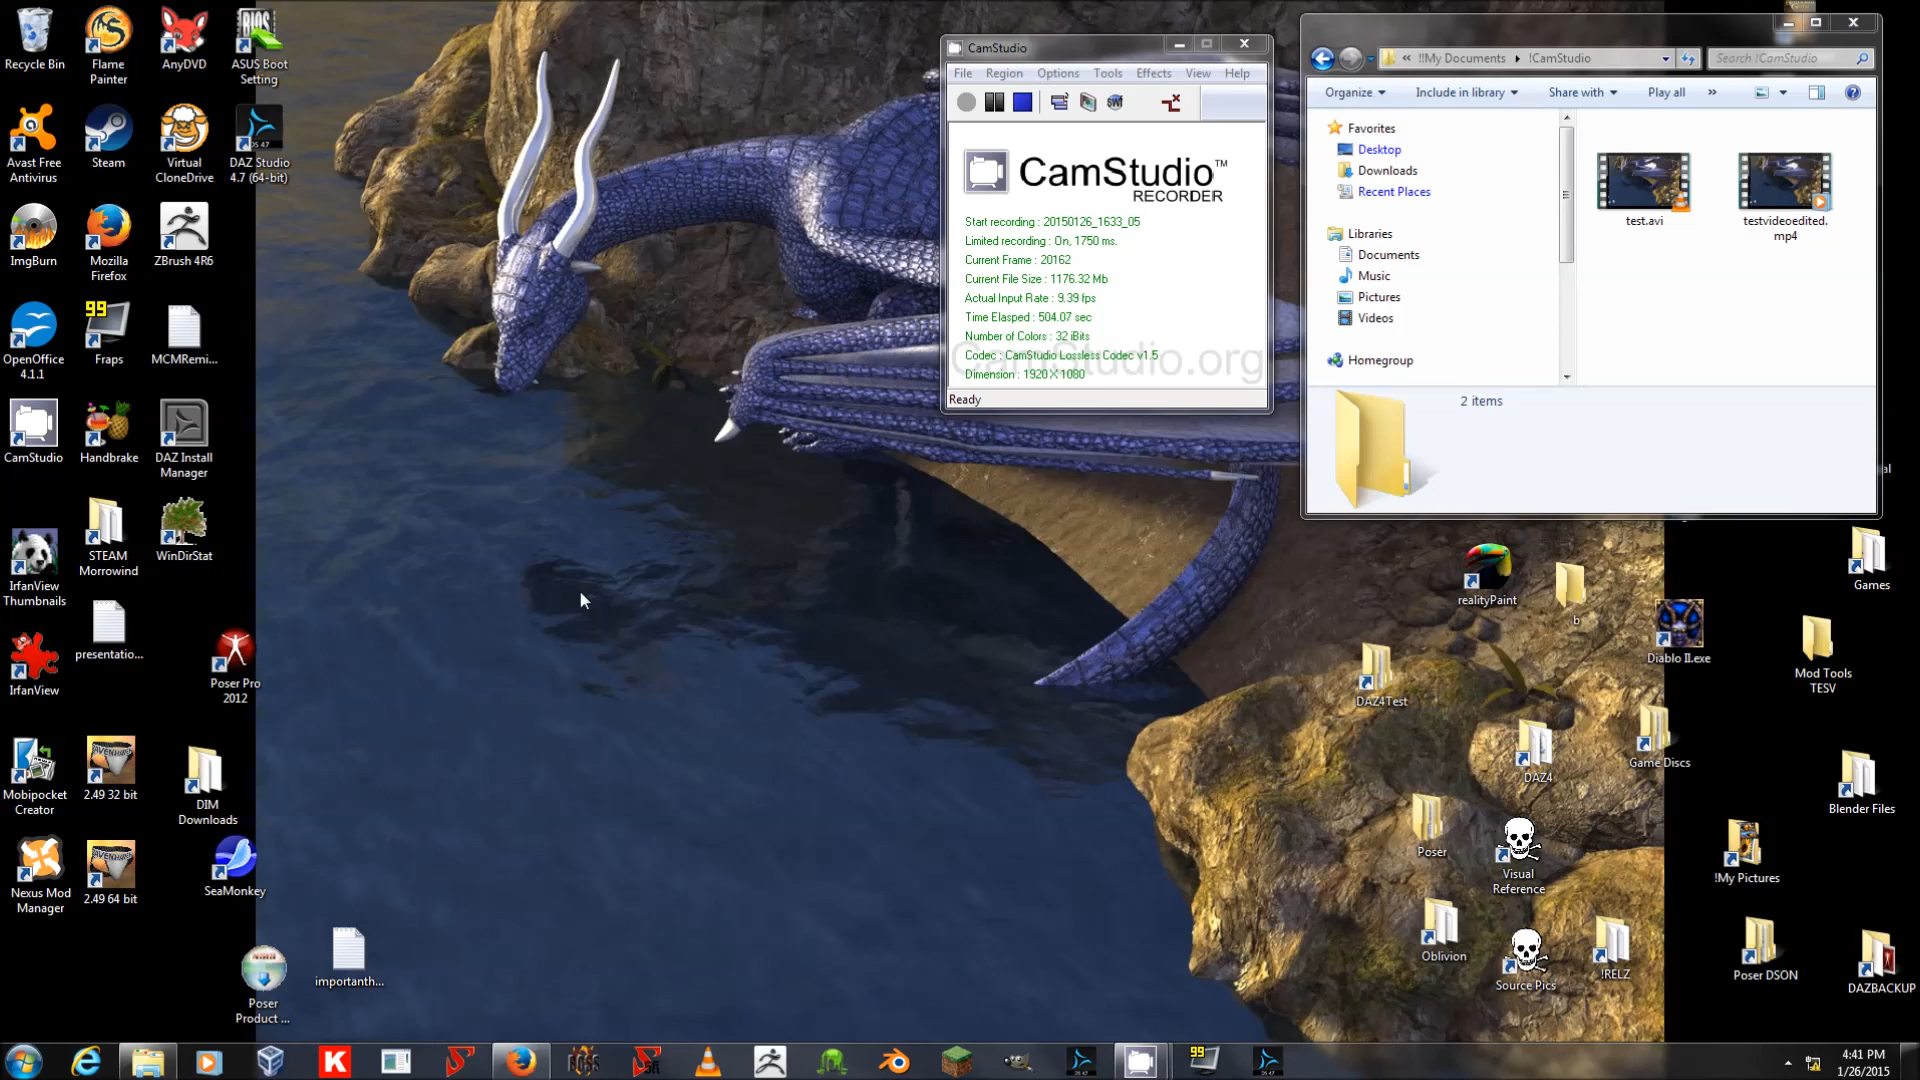 Recycle Bin
Flame
Painter
AnyDVD
BIOS
ASUS Boot
Setting
Avast Free
Antivirus
Steam
Virtual
CloneDrive
DAZ Studio
4.7 (64-bit)
ImgBurn
Mozilla
Firefox
ZBrush 4R6
OpenOffice
4.1.1
99
Fraps
MCMRemi...
CamStudio
Handbrake
DAZ Install
Manager
IrfanView
Thumbnails
STEAM
Morrowind
WinDirStat
IrfanView
presentatio...
Poser Pro
2012
Mobipocket
Creator
2.49 32 bit
DIM
Downloads
Nexus Mod
Manager
2.49 64 bit
SeaMonkey
Poser
Product ...
importanth...
CamStudio
File Region Options Tools Effects View Help
CamStudio™
RECORDER
Start recording : 20150126_1633_05
Limited recording : On, 1750 ms.
Current Frame : 20162
Current File Size : 1176.32 Mb
Actual Input Rate : 9.39 fps
Time Elasped : 504.07 sec
Number of Colors : 32 iBits
Codec : CamStudio Lossless Codec v1.5
Dimension : 1920 X 1080
CamStudio.org
Ready
« !!My Documents !CamStudio
Search !CamStudio
Organize Include in library Share with Play all »
Favorites
Desktop
Downloads
Recent Places
Libraries
Documents
Music
Pictures
Videos
Homegroup
test.avi
testvideoedited.
mp4
2 items
al
realityPaint
b
Games
Diablo II.exe
Mod Tools
TESV
DAZ4Test
DAZ4
Game Discs
Blender Files
Poser
Visual
Reference
!My Pictures
Oblivion
Source Pics
!RELZ
Poser DSON
DAZBACKUP
K
99
4:41 PM
1/26/2015